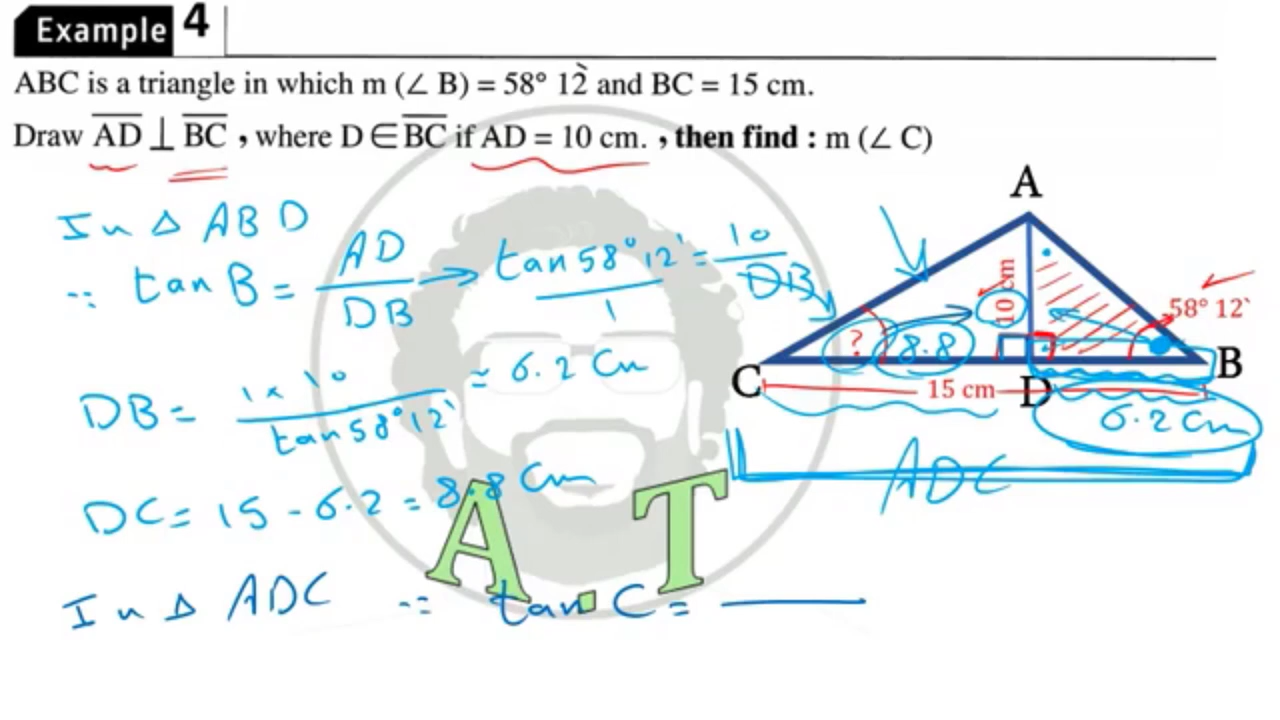 Example 4
ABC is a triangle in which m (∠ B) = 58° 12` and BC = 15 cm.
Draw AD ⊥ BC , where D ∈ BC if AD = 10 cm. , then find : m (∠ C)
In Δ ABD
∵ tan B = AD / DB → tan 58° 12' / 1 = 10 / DB
DB = 1 × 10 / tan 58° 12' ≃ 6.2 Cm
DC = 15 - 6.2 = 8.8 Cm
In Δ ADC ∵ tan C =
A
10 cm
58° 12`
? 8.8
C D B
15 cm
6.2 Cm
ADC
A.T